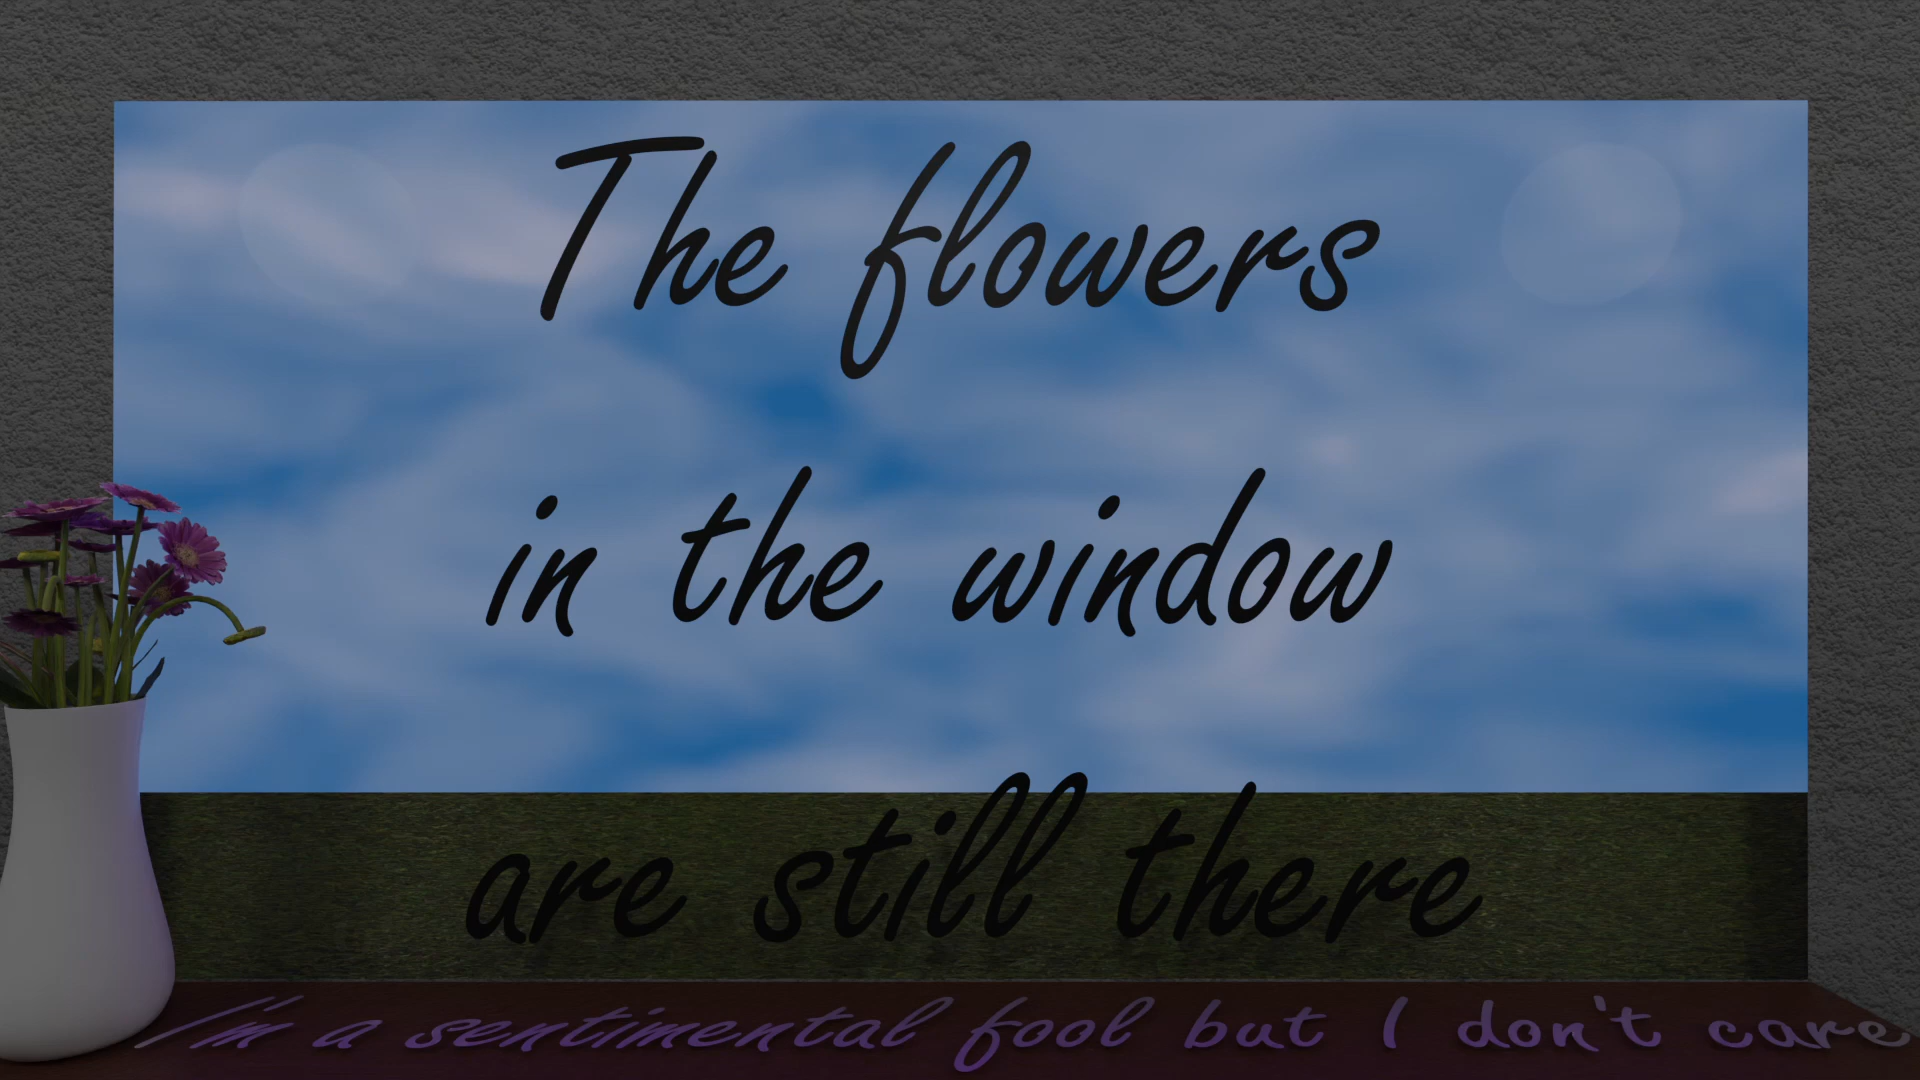 The flowers
in the window
are still there
I'm a sentimental fool but I don't care